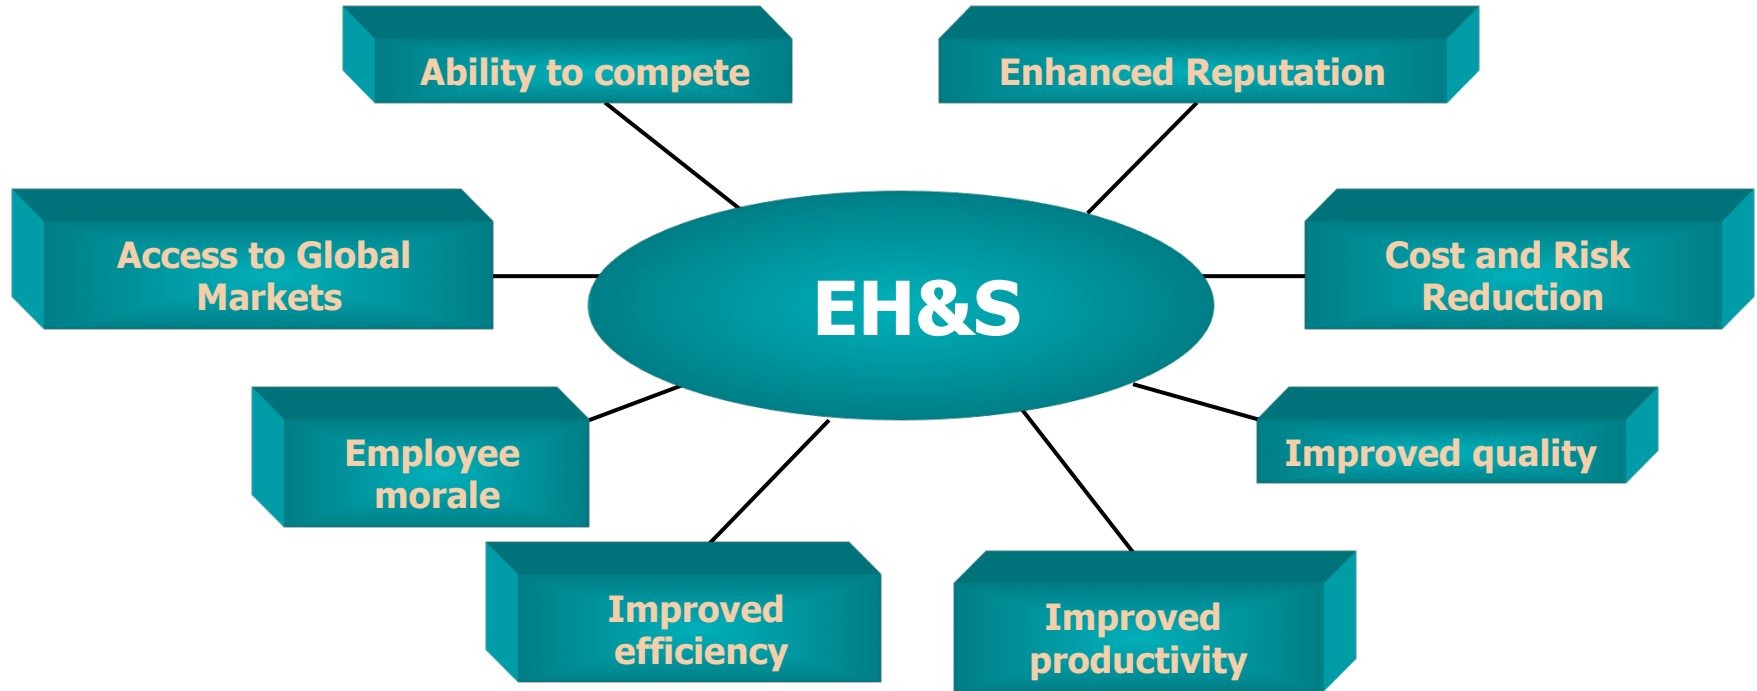 Ability to compete
Enhanced Reputation
Access to Global
Markets
EH&S
Cost and Risk
Reduction
Employee
morale
Improved quality
Improved
efficiency
Improved
productivity